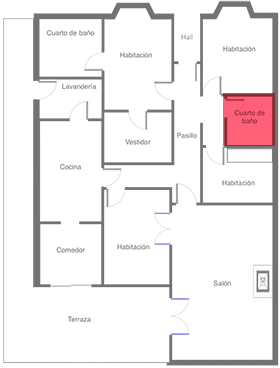 Cuarto de baño
Habitación
Hall
Habitación
Lavandería
Cuarto de
baño
Vestidor
Pasillo
Cocina
Habitación
Comedor
Habitación
Salón
Terraza